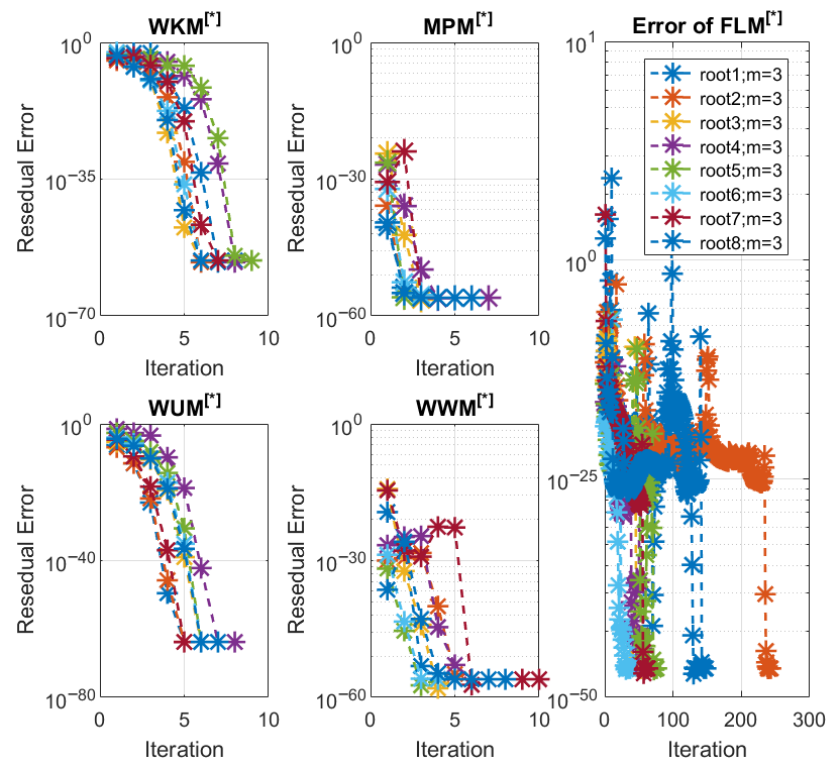 WKM[*]
10^0
10^-35
10^-70
0 5 10
Resedual Error
Iteration
MPM[*]
10^0
10^-30
10^-60
0 5 10
Resedual Error
Iteration
Error of FLM[*]
10^1
10^0
10^-25
10^-50
0 100 200 300
Iteration
root1;m=3
root2;m=3
root3;m=3
root4;m=3
root5;m=3
root6;m=3
root7;m=3
root8;m=3
WUM[*]
10^0
10^-40
10^-80
0 5 10
Resedual Error
Iteration
WWM[*]
10^0
10^-30
10^-60
0 5 10
Resedual Error
Iteration